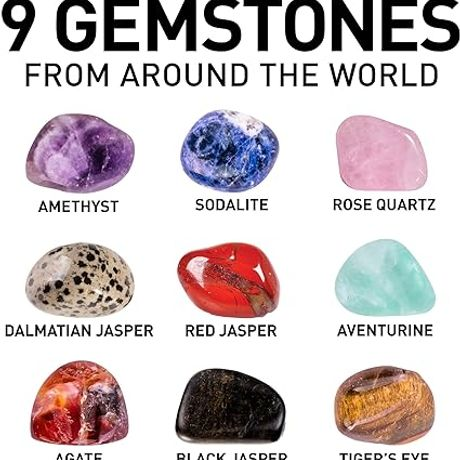 9 GEMSTONES
FROM AROUND THE WORLD
AMETHYST SODALITE ROSE QUARTZ
DALMATIAN JASPER RED JASPER AVENTURINE
AGATE BLACK JASPER TIGER'S EYE